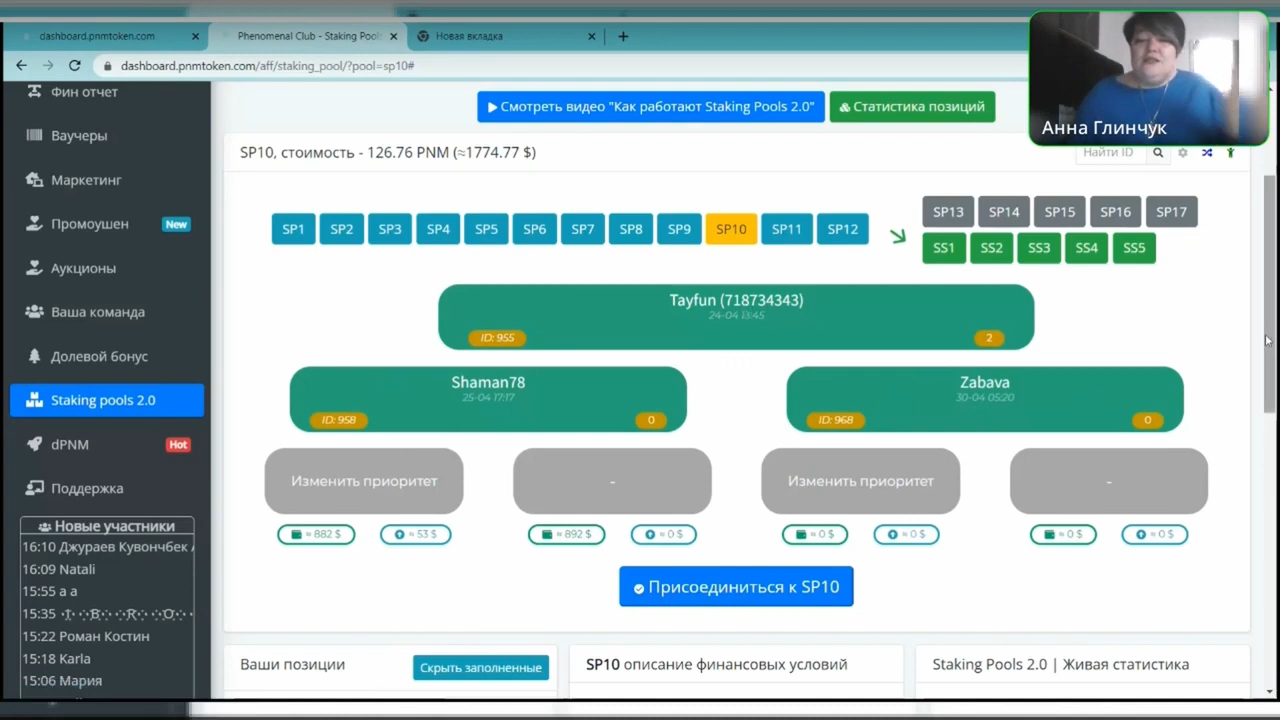 dashboard.pnmtoken.com
Phenomenal Club - Staking Pools
Новая вкладка
dashboard.pnmtoken.com/aff/staking_pool/?pool=sp10#
Анна Глинчук
Фин отчет
Ваучеры
Маркетинг
Промоушен New
Аукционы
Ваша команда
Долевой бонус
Staking pools 2.0
dPNM Hot
Поддержка
Новые участники
16:10 Джураев Кувончбек
16:09 Natali
15:55 a a
15:35 I B R O
15:22 Роман Костин
15:18 Karla
15:06 Мария
Смотреть видео "Как работают Staking Pools 2.0"
Статистика позиций
SP10, стоимость - 126.76 PNM (≈1774.77 $)
Найти ID
SP1 SP2 SP3 SP4 SP5 SP6 SP7 SP8 SP9 SP10 SP11 SP12
SP13 SP14 SP15 SP16 SP17
SS1 SS2 SS3 SS4 SS5
Tayfun (718734343)
24-04 13:45
ID: 955 2
Shaman78
25-04 17:17
ID: 958 0
Zabava
30-04 05:20
ID: 968 0
Изменить приоритет
-
Изменить приоритет
-
≈ 882 $ ≈ 53 $ ≈ 892 $ ≈ 0 $ ≈ 0 $ ≈ 0 $ ≈ 0 $ ≈ 0 $
Присоединиться к SP10
Ваши позиции
Скрыть заполненные
SP10 описание финансовых условий
Staking Pools 2.0 | Живая статистика